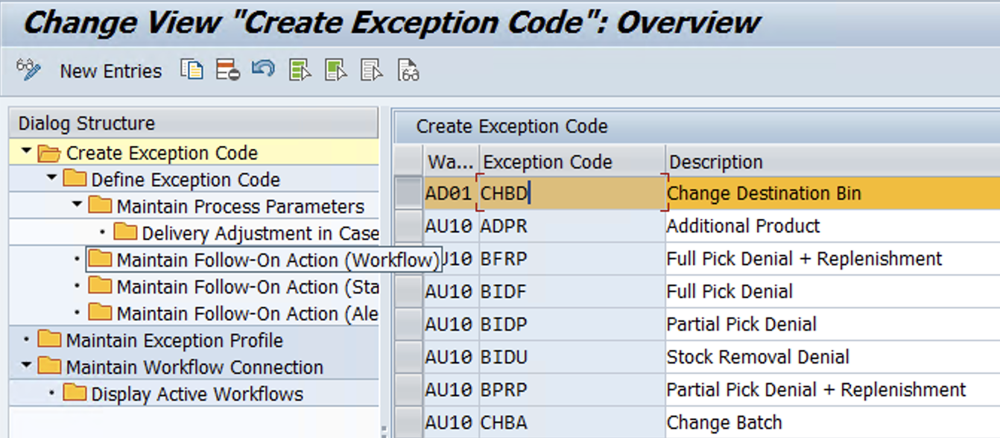 Change View "Create Exception Code": Overview
New Entries
Dialog Structure
Create Exception Code
Define Exception Code
Maintain Process Parameters
Delivery Adjustment in Case
Maintain Follow-On Action (Workflow)
Maintain Follow-On Action (Sta
Maintain Follow-On Action (Ale
Maintain Exception Profile
Maintain Workflow Connection
Display Active Workflows
Create Exception Code
Wa... Exception Code Description
AD01 CHBD Change Destination Bin
AU10 ADPR Additional Product
J10 BFRP Full Pick Denial + Replenishment
AU10 BIDF Full Pick Denial
AU10 BIDP Partial Pick Denial
AU10 BIDU Stock Removal Denial
AU10 BPRP Partial Pick Denial + Replenishment
AU10 CHBA Change Batch